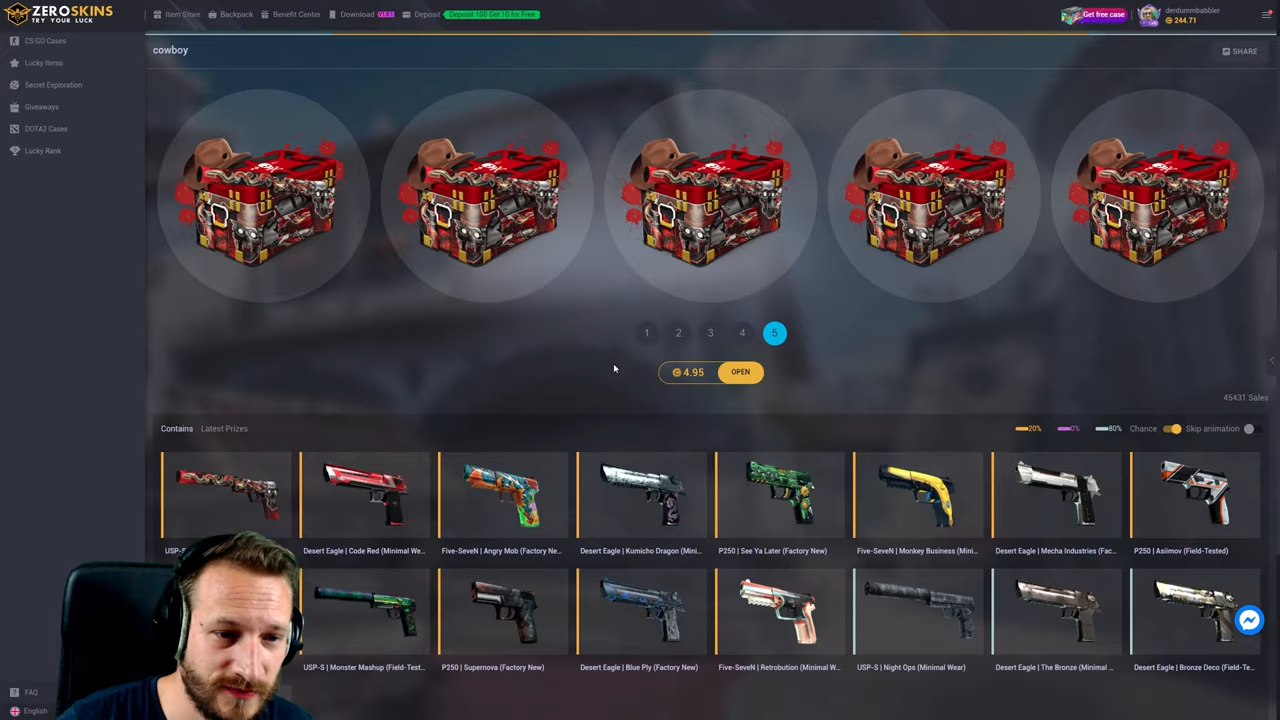 ZEROSKINS
TRY YOUR LUCK
Item Store
Backpack
Benefit Center
Download V1.8.1
Deposit
Deposit 100 Get 10 for Free
Get free case
derdummbabbler
244.71
CS:GO Cases
Lucky Items
Secret Exploration
Giveaways
DOTA2 Cases
Lucky Rank
cowboy
SHARE
1 2 3 4 5
4.95 OPEN
45431 Sales
Contains Latest Prizes
20% 0% 80% Chance Skip animation
USP-S
Desert Eagle | Code Red (Minimal We...
Five-SeveN | Angry Mob (Factory Ne...
Desert Eagle | Kumicho Dragon (Mini...
P250 | See Ya Later (Factory New)
Five-SeveN | Monkey Business (Mini...
Desert Eagle | Mecha Industries (Fac...
P250 | Asiimov (Field-Tested)
USP-S | Monster Mashup (Field-Test...
P250 | Supernova (Factory New)
Desert Eagle | Blue Ply (Factory New)
Five-SeveN | Retrobution (Minimal W...
USP-S | Night Ops (Minimal Wear)
Desert Eagle | The Bronze (Minimal ...
Desert Eagle | Bronze Deco (Field-Te...
FAQ
English